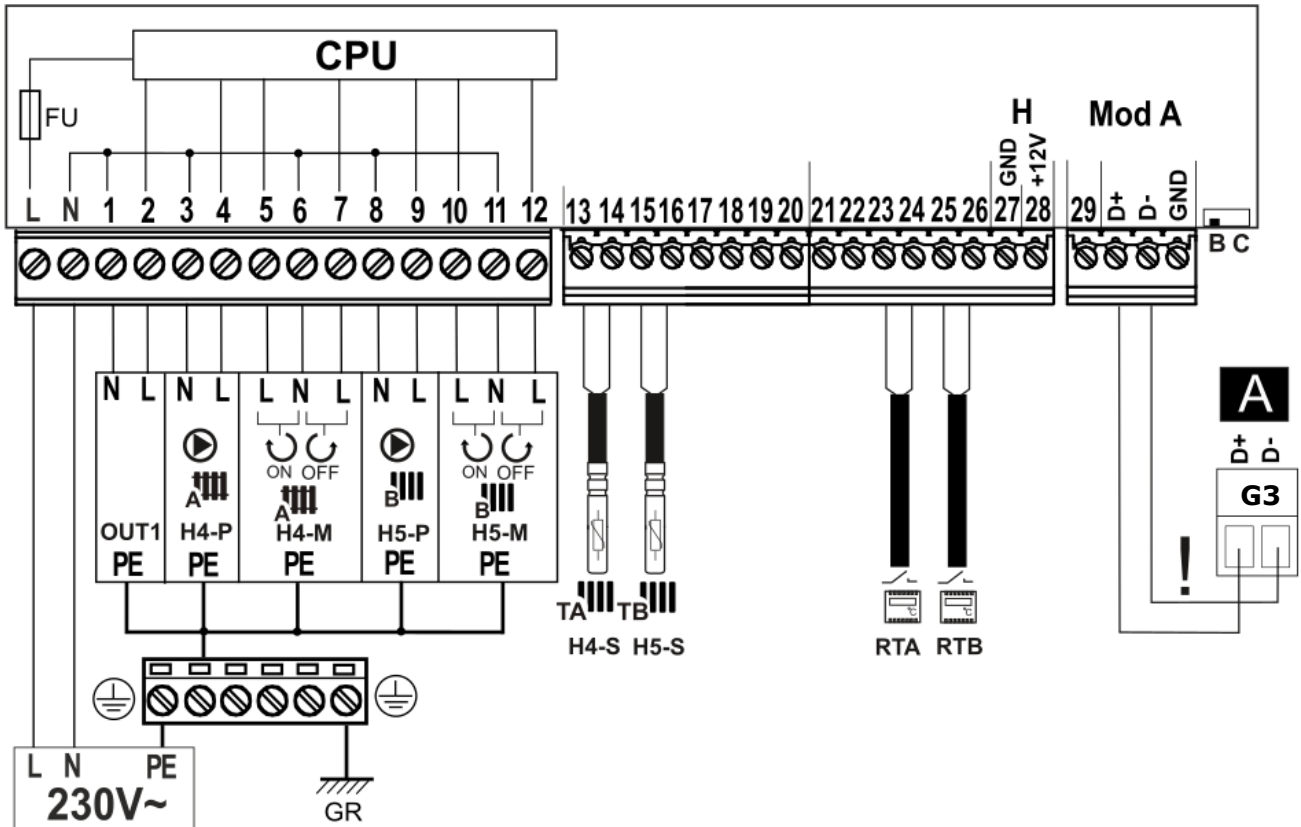 CPU
FU
H
Mod A
GND
+12V
D+
D-
GND
L N 1 2 3 4 5 6 7 8 9 10 11 12
13 14 15 16 17 18 19 20 21 22 23 24 25 26 27 28
29
B C
N L N L L N L N L L N L
ON OFF
ON OFF
A
A
B
B
OUT1 H4-P H4-M H5-P H5-M
PE PE PE PE PE
TA TB
H4-S H5-S
°C
°C
RTA RTB
A
D+
D-
G3
!
L N PE
230V~
GR